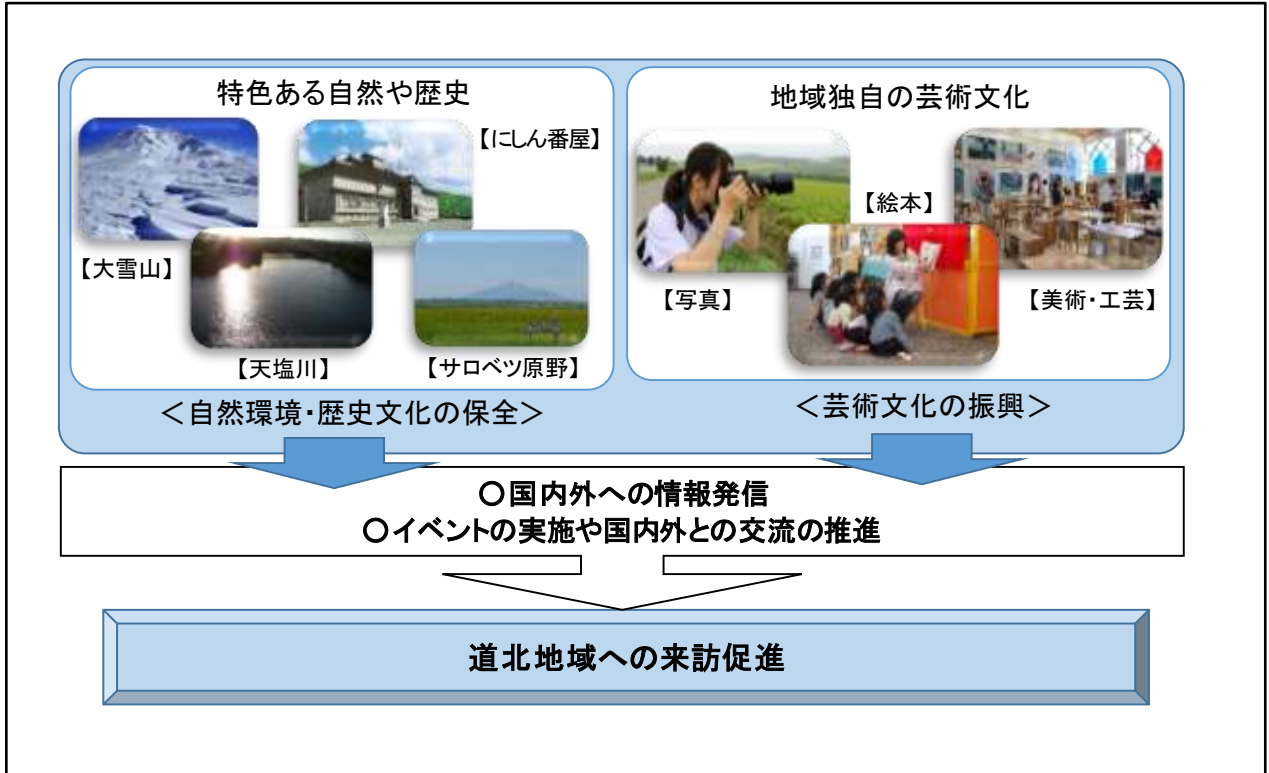 特色ある自然や歴史
【にしん番屋】
【大雪山】
【天塩川】
【サロベツ原野】
＜自然環境・歴史文化の保全＞
地域独自の芸術文化
【絵本】
【写真】
【美術・工芸】
＜芸術文化の振興＞
○国内外への情報発信
○イベントの実施や国内外との交流の推進
道北地域への来訪促進